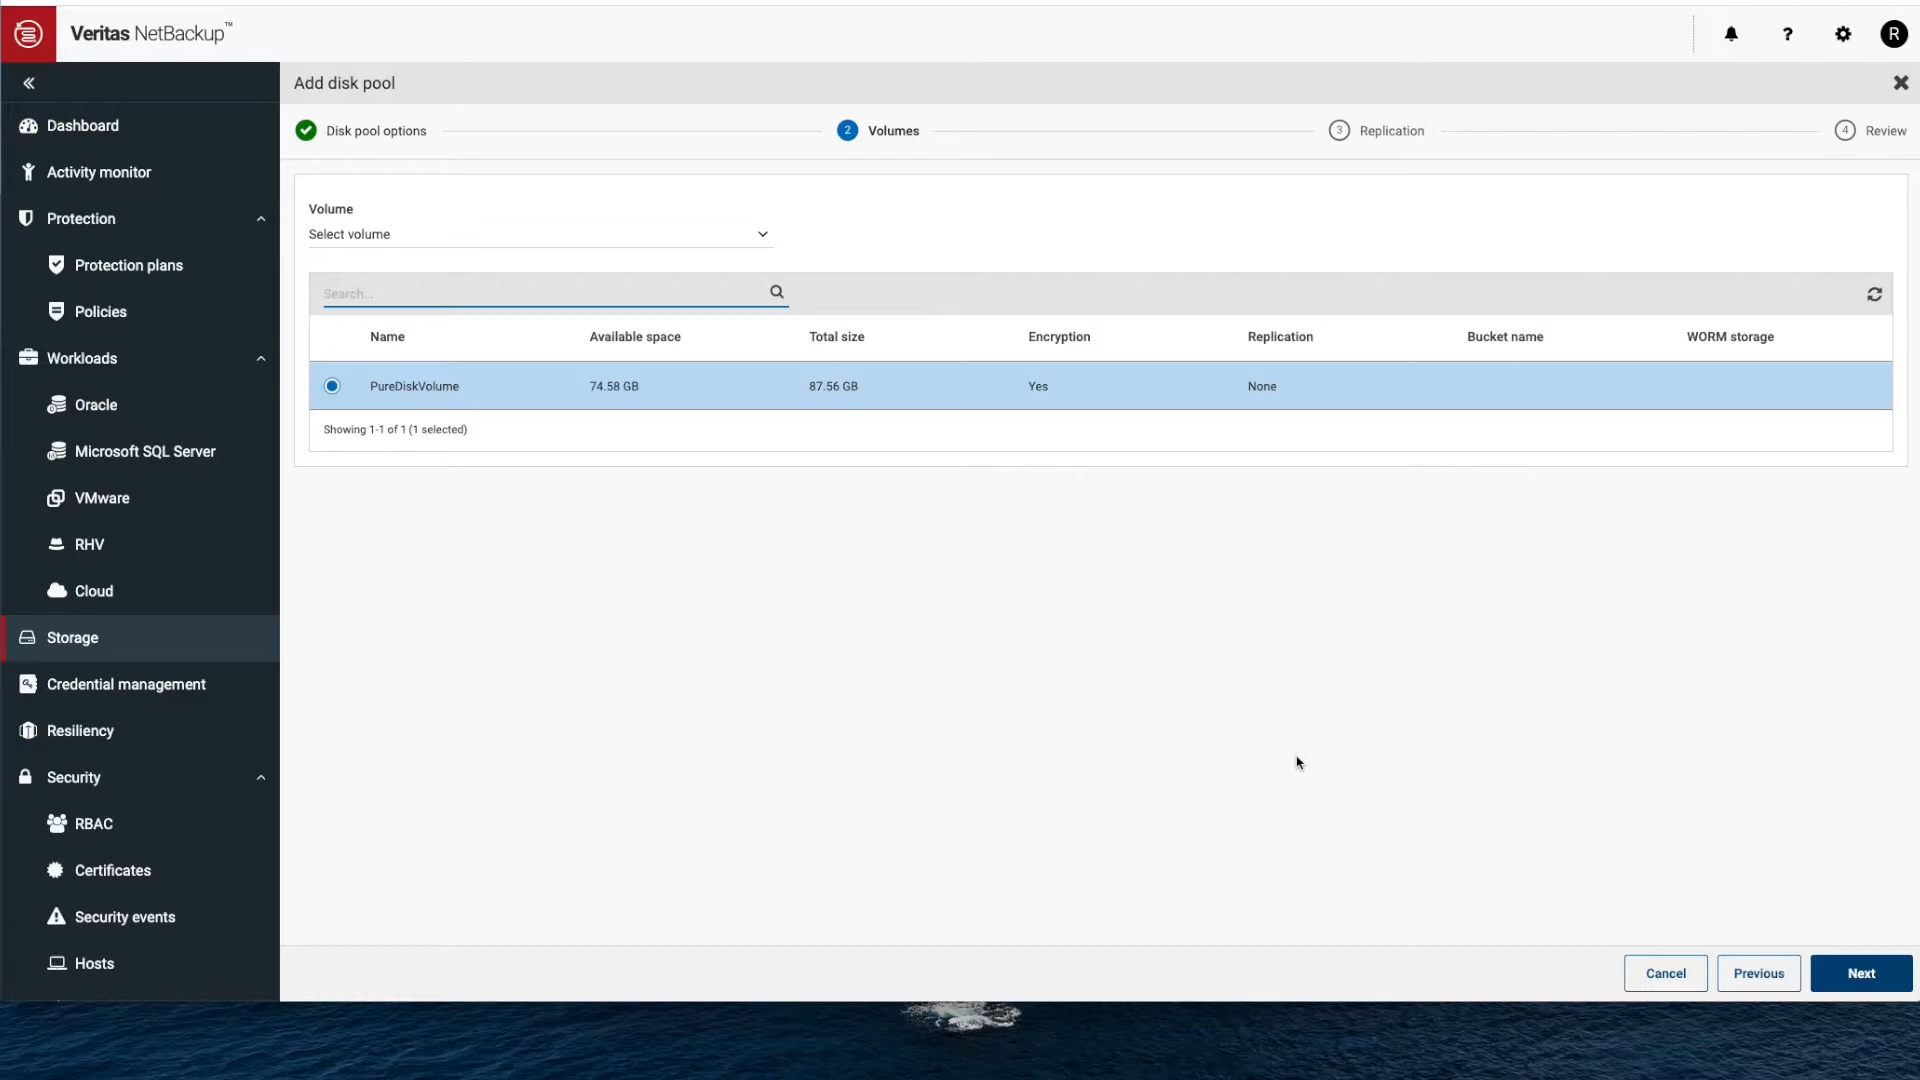 Veritas NetBackup™
R
Add disk pool
Disk pool options
2 Volumes
3 Replication
4 Review
Dashboard
Activity monitor
Protection
Protection plans
Policies
Workloads
Oracle
Microsoft SQL Server
VMware
RHV
Cloud
Storage
Credential management
Resiliency
Security
RBAC
Certificates
Security events
Hosts
Volume
Select volume
Search...
Name Available space Total size Encryption Replication Bucket name WORM storage
PureDiskVolume 74.58 GB 87.56 GB Yes None
Showing 1-1 of 1 (1 selected)
Cancel Previous Next